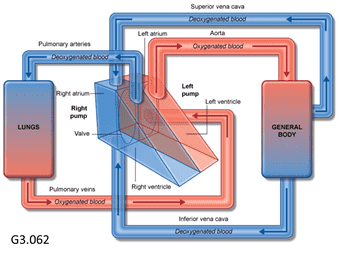 Superior vena cava
Deoxygenated blood
Pulmonary arteries
Left atrium
Aorta
Deoxygenated blood
Oxygenated blood
Right atrium
Left
pump
Right
pump
Left ventricle
LUNGS
GENERAL
BODY
Valve
Pulmonary veins
Right ventricle
Oxygenated blood
Inferior vena cava
Deoxygenated blood
G3.062